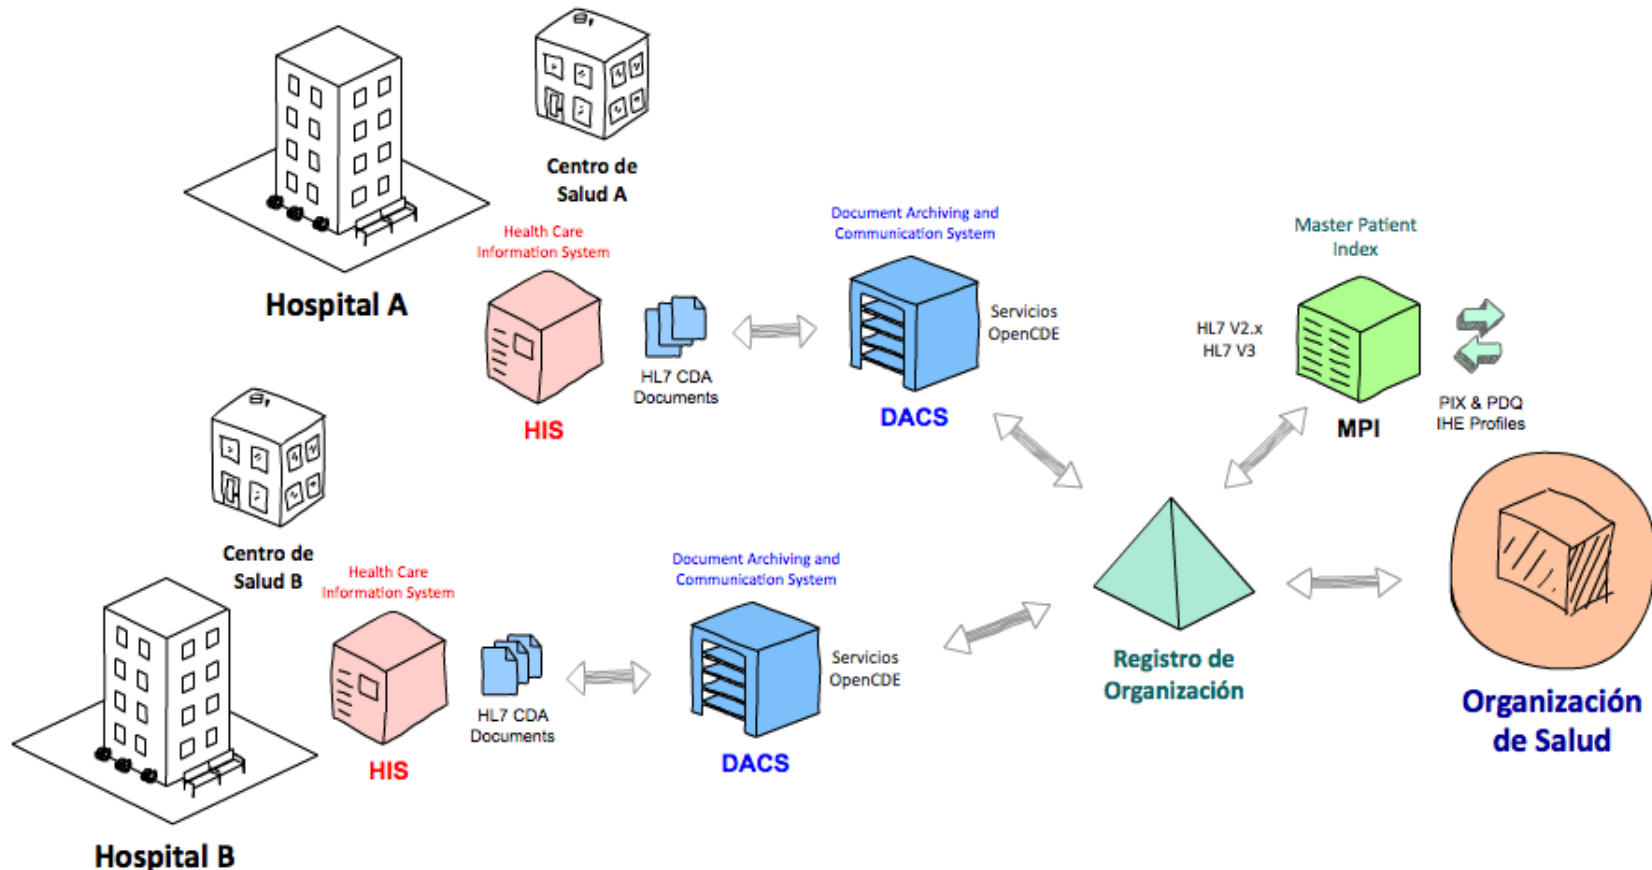 Centro de
Salud A
Hospital A
Health Care
Information System
HIS
HL7 CDA
Documents
Document Archiving and
Communication System
Servicios
OpenCDE
DACS
Master Patient
Index
HL7 V2.x
HL7 V3
MPI
PIX & PDQ
IHE Profiles
Centro de
Salud B
Hospital B
Health Care
Information System
HIS
HL7 CDA
Documents
Document Archiving and
Communication System
Servicios
OpenCDE
DACS
Registro de
Organización
Organización
de Salud